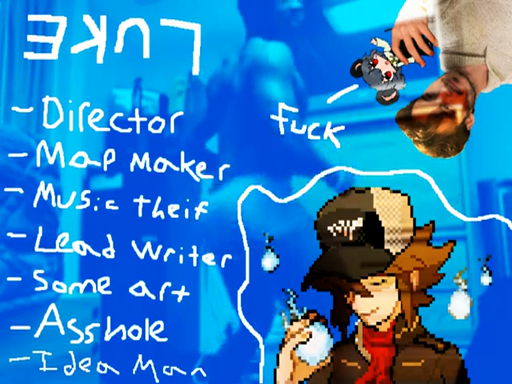 LUKE
- Director
- Map Maker
- Music theif
- Lead Writer
- Some art
- Asshole
- Idea Man
Fuck